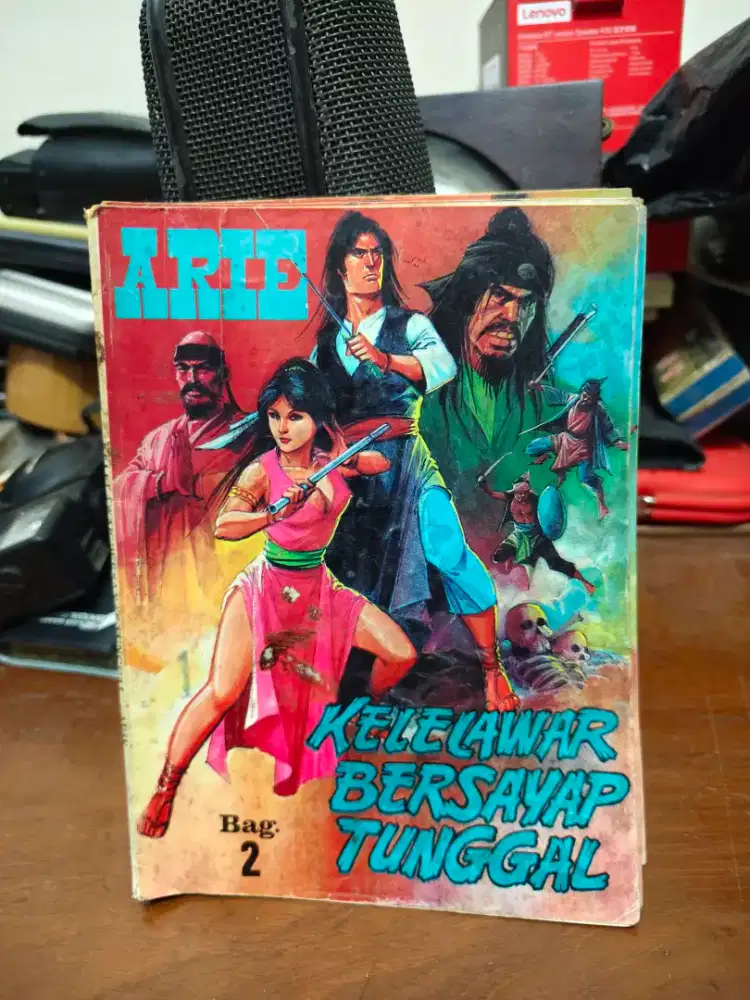 Lenovo
ARIE
KELELAWAR
BERSAYAP
TUNGGAL
Bag.
2